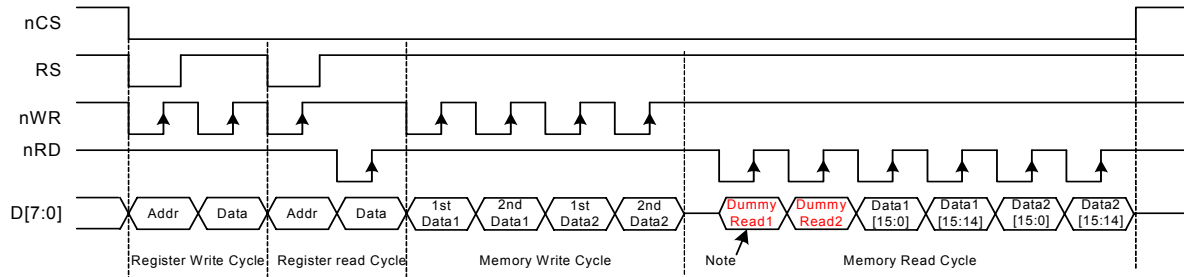 nCS
RS
nWR
nRD
D[7:0]
Addr
Data
Addr
Data
1st
Data1
2nd
Data1
1st
Data2
2nd
Data2
Dummy
Read1
Dummy
Read2
Data1
[15:0]
Data1
[15:14]
Data2
[15:0]
Data2
[15:14]
Register Write Cycle
Register read Cycle
Memory Write Cycle
Note
Memory Read Cycle